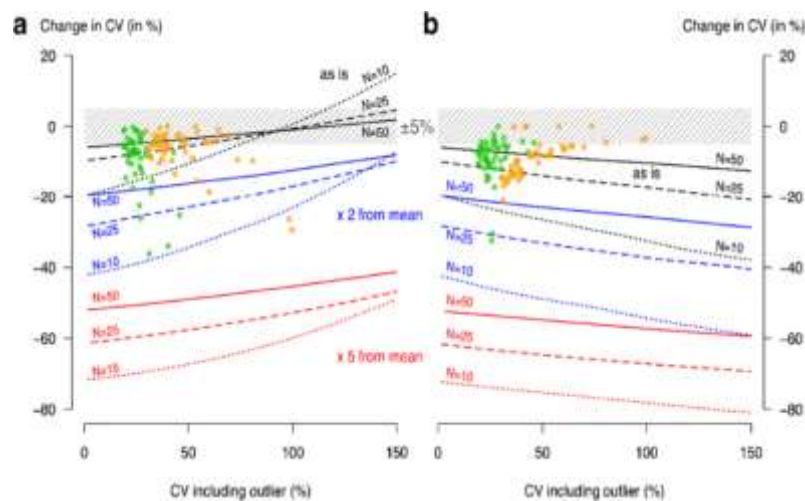 a Change in CV (in %) b Change in CV (in %)
20
0
−20
−40
−60
−80
as is
N=10
N=25
N=50
±5%
N=50
N=25
x 2 from mean
N=10
N=50
N=25
x 5 from mean
N=10
0 50 100 150
CV including outlier (%)
N=50
as is
N=25
N=50
N=25
N=10
N=10
N=50
N=25
N=10
20
0
−20
−40
−60
−80
0 50 100 150
CV including outlier (%)